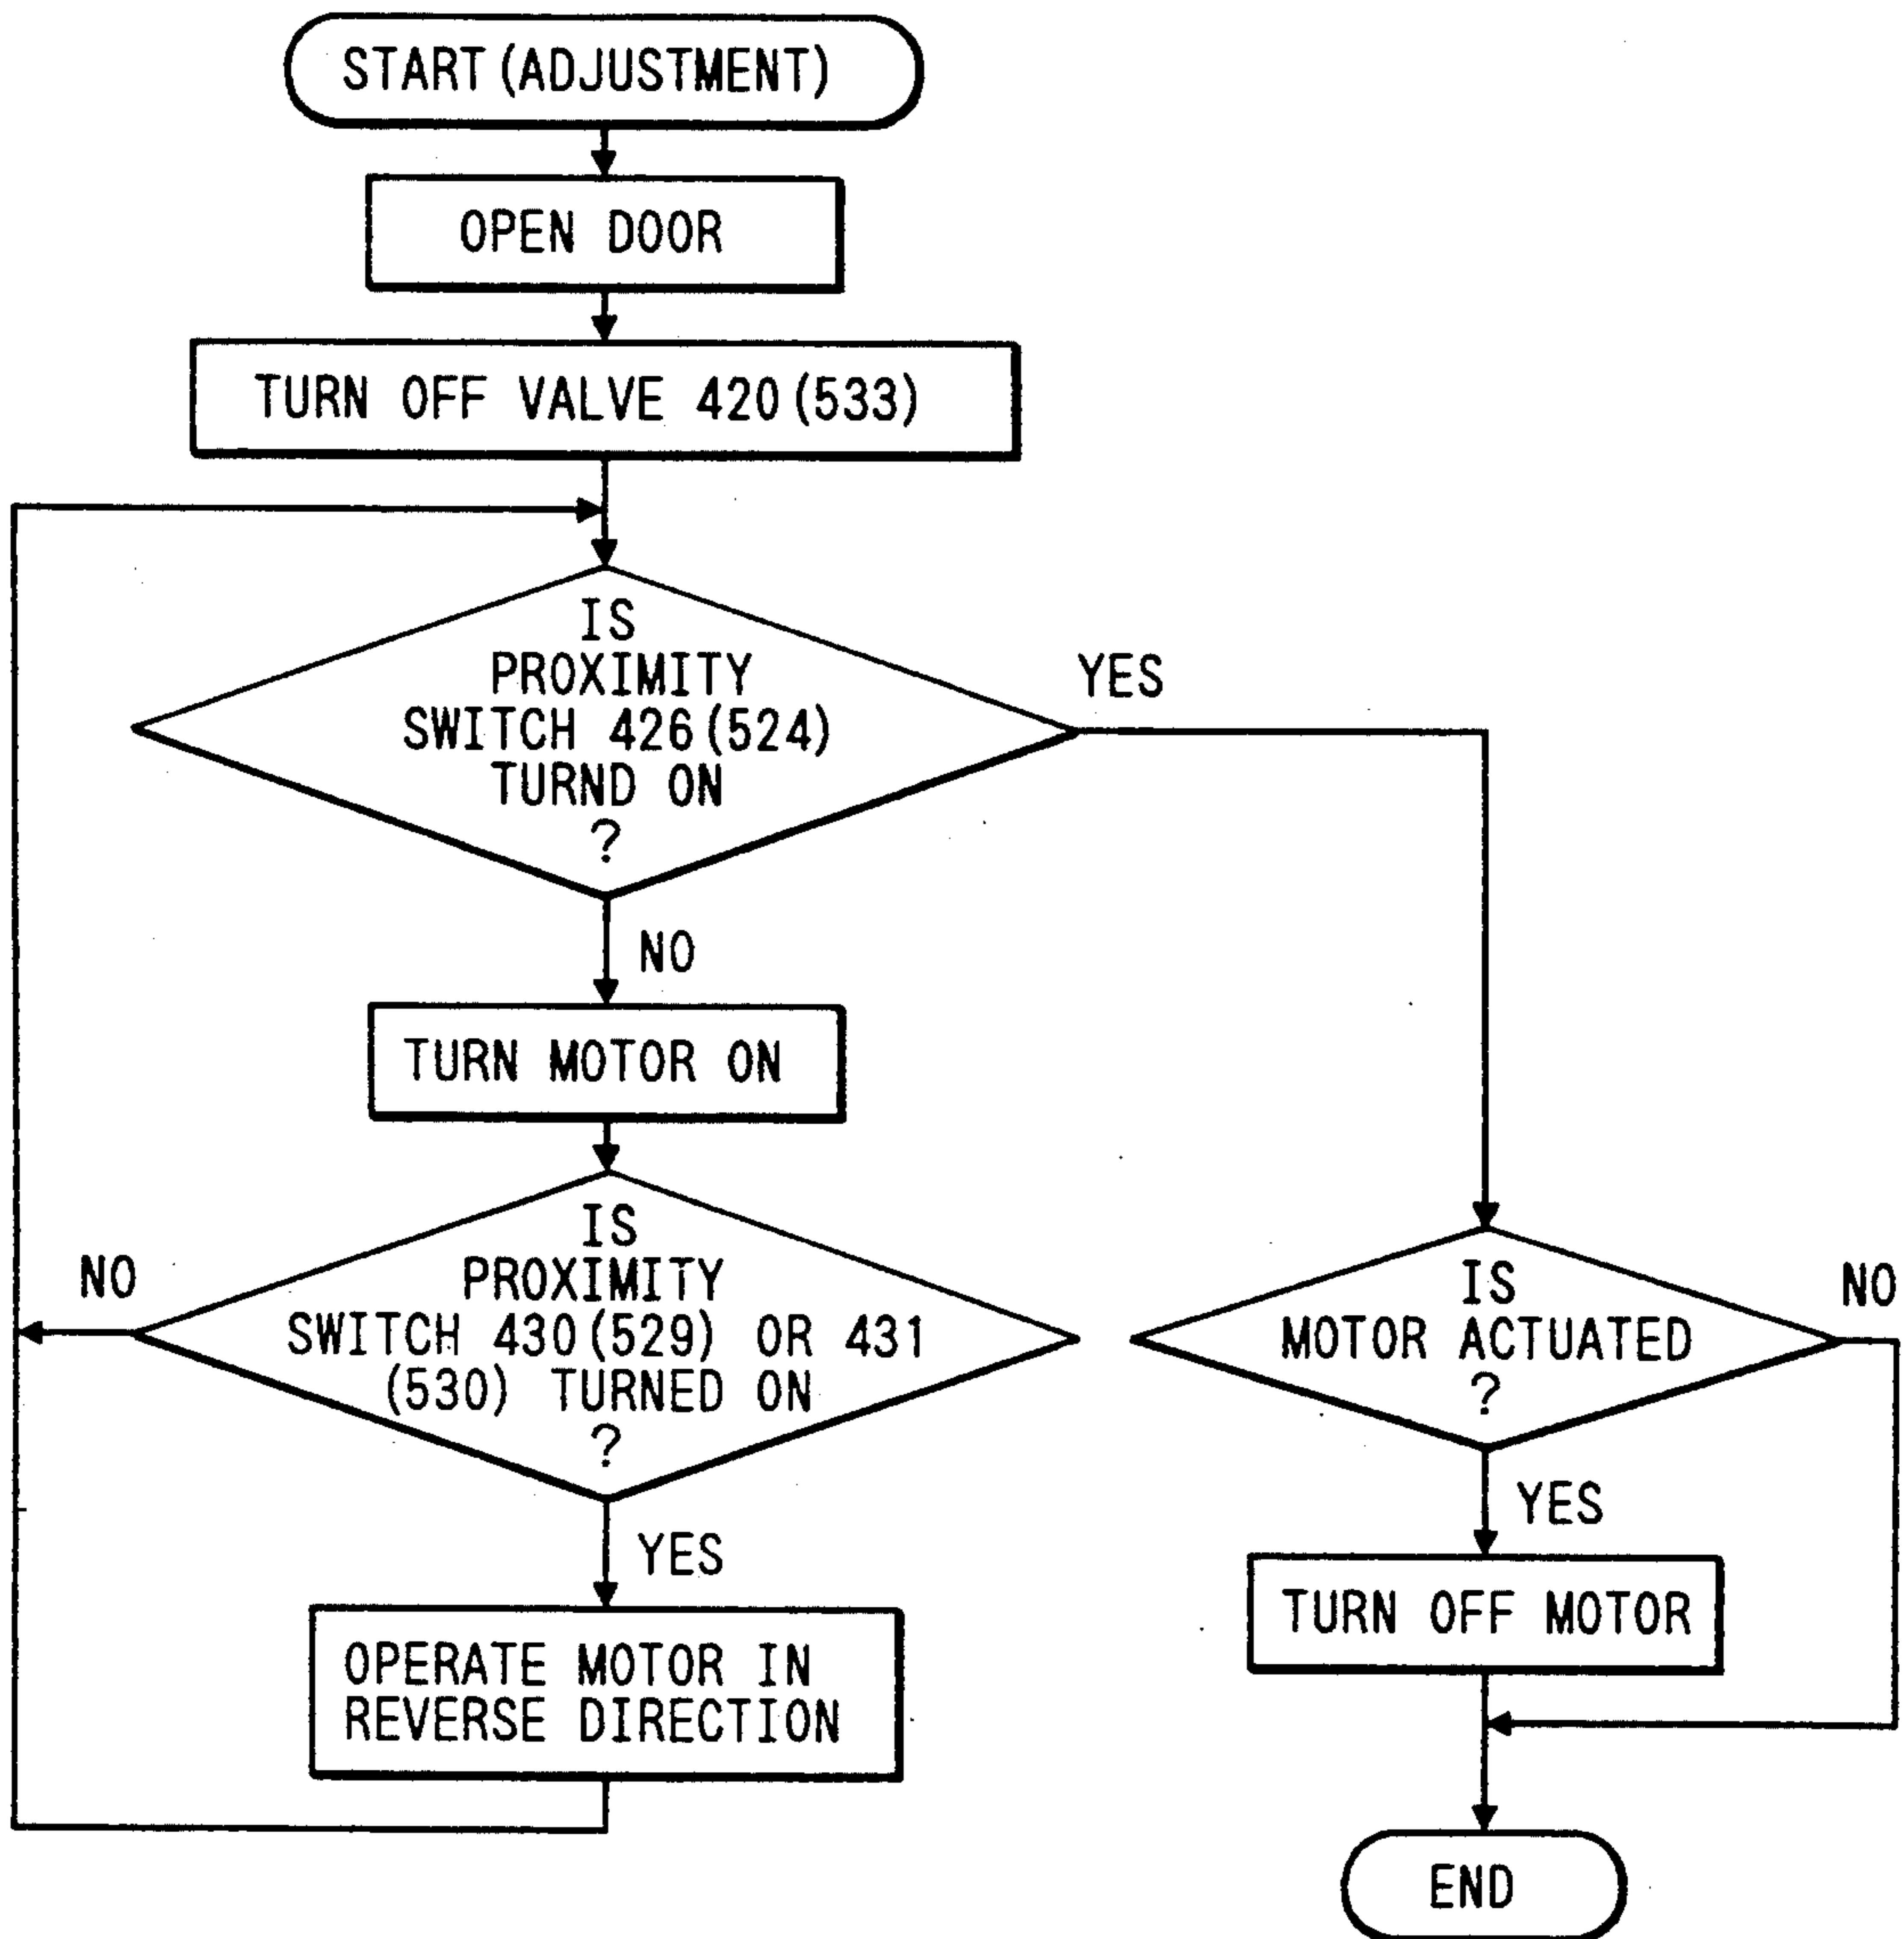 START(ADJUSTMENT)
OPEN DOOR
TURN OFF VALVE 420(533)
IS
PROXIMITY
SWITCH 426(524)
TURND ON
?
YES
NO
TURN MOTOR ON
IS
PROXIMITY
SWITCH 430(529) OR 431
(530) TURNED ON
?
NO
YES
OPERATE MOTOR IN
REVERSE DIRECTION
IS
MOTOR ACTUATED
?
NO
YES
TURN OFF MOTOR
END